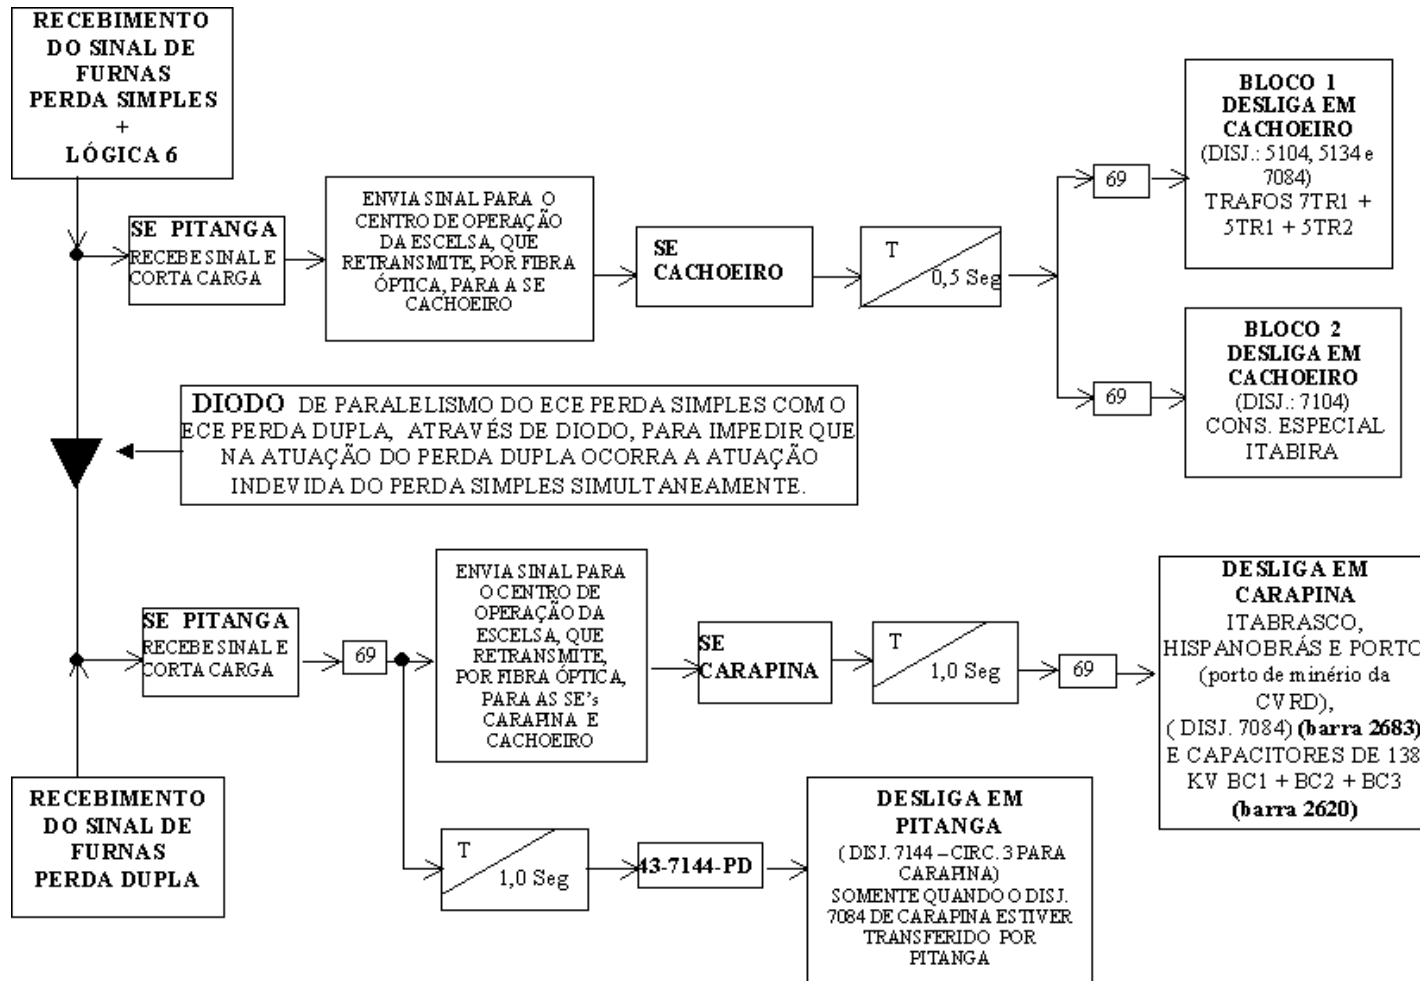 RECEBIMENTO
DO SINAL DE
FURNAS
PERDA SIMPLES
+
LÓGICA 6
SE PITANGA
RECEBE SINAL E
CORTA CARGA
ENVIA SINAL PARA O
CENTRO DE OPERAÇÃO
DA ESCELSA, QUE
RETRANSMITE, POR FIBRA
ÓPTICA, PARA A SE
CACHOEIRO
SE
CACHOEIRO
T
0,5 Seg
69
BLOCO 1
DESLIGA EM
CACHOEIRO
(DISJ.: 5104, 5134 e
7084)
TRAFOS 7TR1 +
5TR1 + 5TR2
69
BLOCO 2
DESLIGA EM
CACHOEIRO
(DISJ.: 7104)
CONS. ESPECIAL
ITABIRA
DIODO DE PARALELISMO DO ECE PERDA SIMPLES COM O
ECE PERDA DUPLA, ATRAVÉS DE DIODO, PARA IMPEDIR QUE
NA ATUAÇÃO DO PERDA DUPLA OCORRA A ATUAÇÃO
INDEVIDA DO PERDA SIMPLES SIMULTANEAMENTE.
SE PITANGA
RECEBE SINAL E
CORTA CARGA
69
ENVIA SINAL PARA
O CENTRO DE
OPERAÇÃO DA
ESCELSA, QUE
RETRANSMITE,
POR FIBRA ÓPTICA,
PARA AS SE's
CARAPINA E
CACHOEIRO
SE
CARAPINA
T
1,0 Seg
69
DESLIGA EM
CARAPINA
ITABRASCO,
HISPANOBRÁS E PORTO
(porto de minério da
CVRD),
( DISJ. 7084) (barra 2683)
E CAPACITORES DE 138
KV BC1 + BC2 + BC3
(barra 2620)
RECEBIMENTO
DO SINAL DE
FURNAS
PERDA DUPLA
T
1,0 Seg
43-7144-PD
DESLIGA EM
PITANGA
( DISJ. 7144 – CIRC. 3 PARA
CARAPINA)
SOMENTE QUANDO O DISJ.
7084 DE CARAPINA ESTIVER
TRANSFERIDO POR
PITANGA